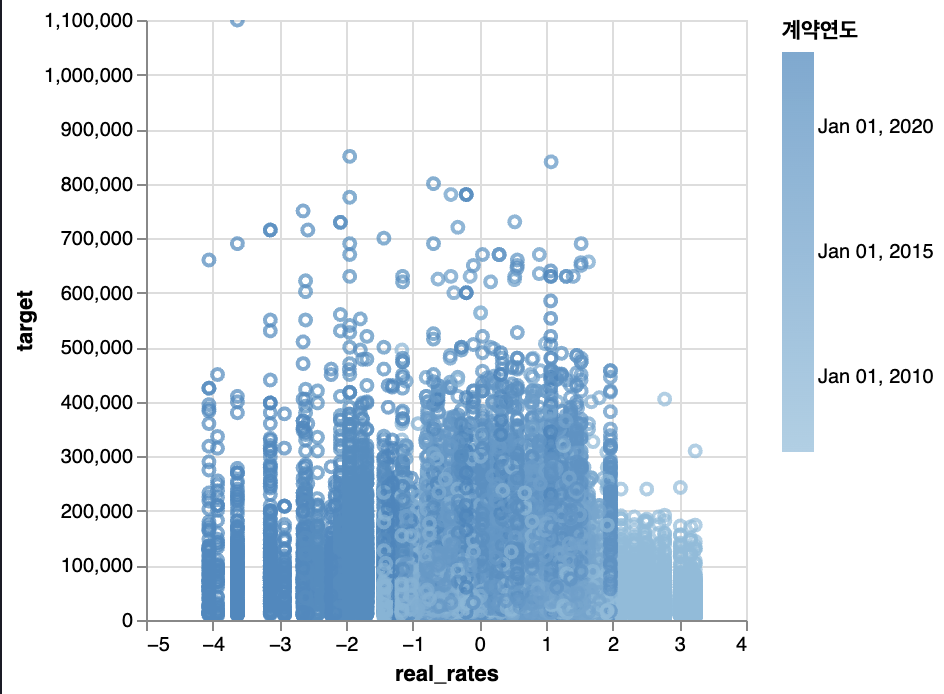 1,100,000
1,000,000
900,000
800,000
700,000
600,000
500,000
400,000
300,000
200,000
100,000
0
target
−5 −4 −3 −2 −1 0 1 2 3 4
real_rates
계약연도
Jan 01, 2020
Jan 01, 2015
Jan 01, 2010